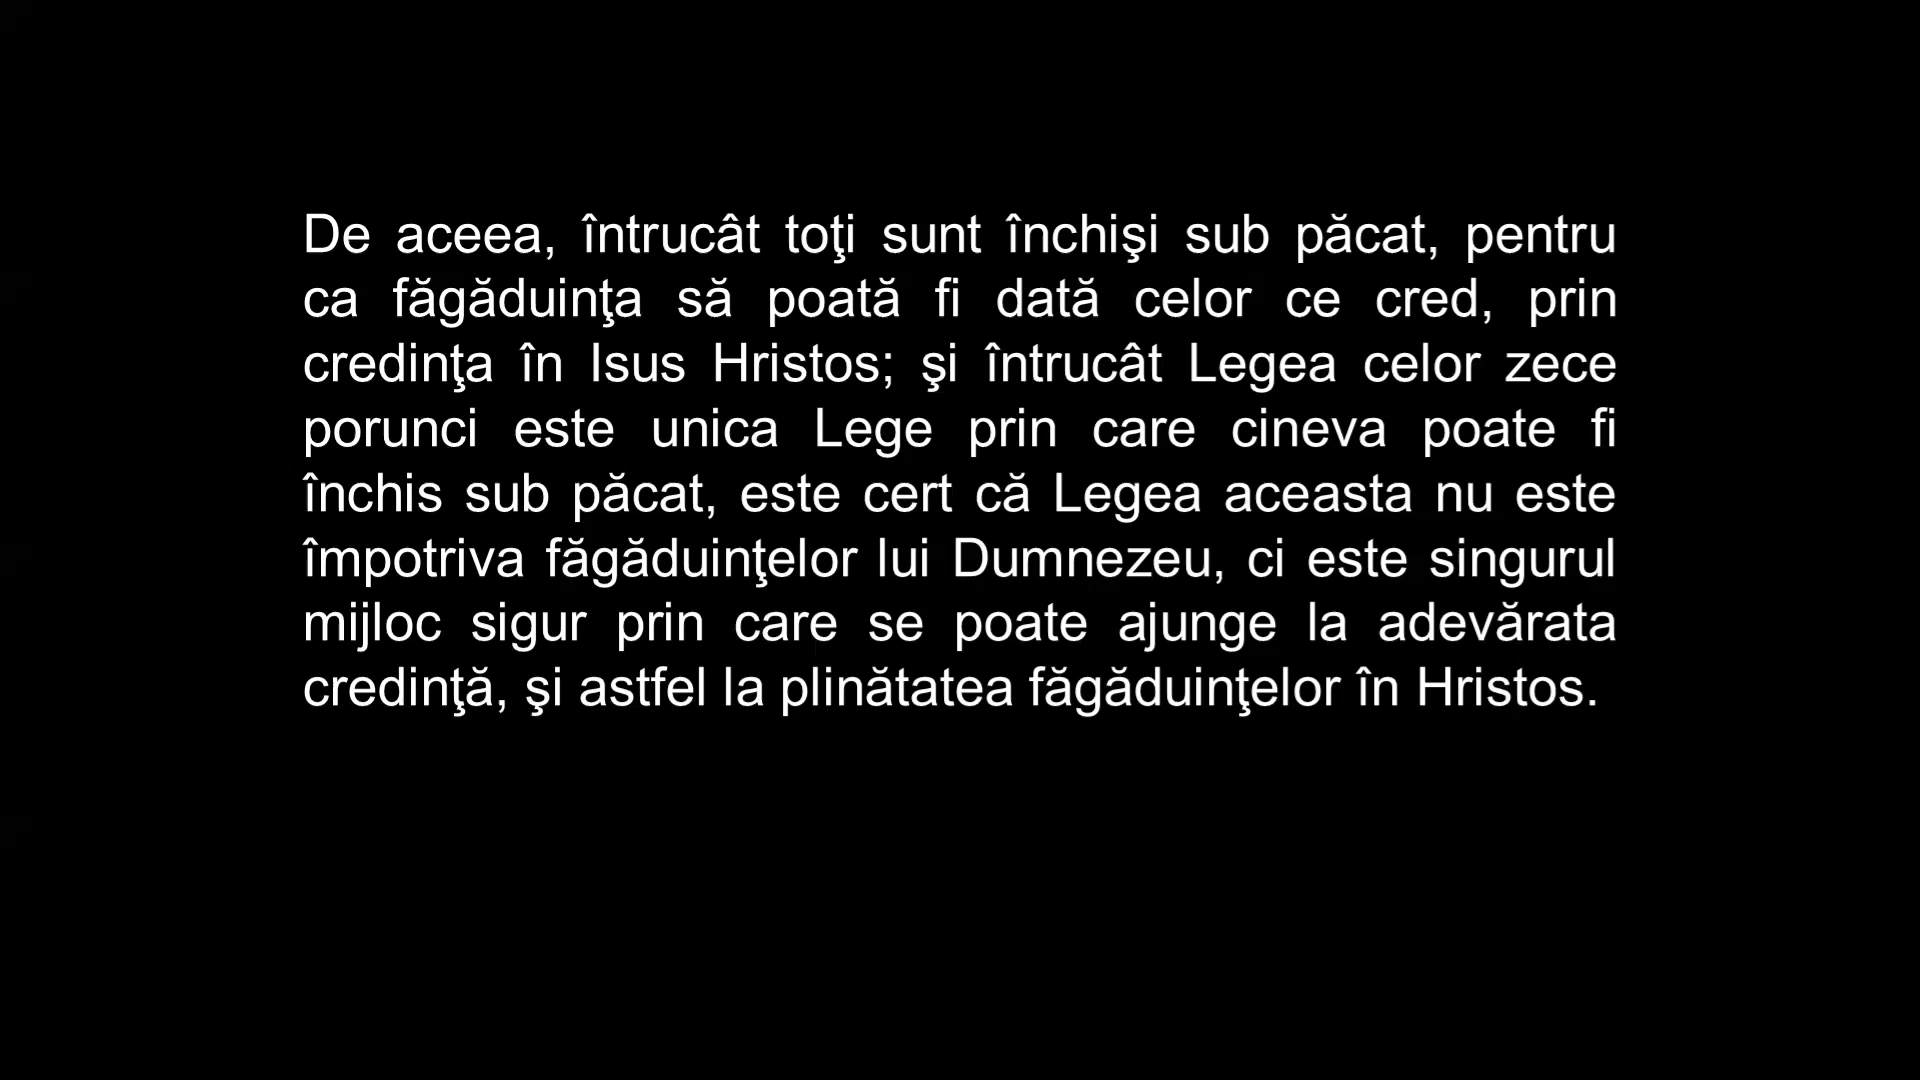 De aceea, întrucât toţi sunt închişi sub păcat, pentru
ca făgăduinţa să poată fi dată celor ce cred, prin
credinţa în Isus Hristos; şi întrucât Legea celor zece
porunci este unica Lege prin care cineva poate fi
închis sub păcat, este cert că Legea aceasta nu este
împotriva făgăduinţelor lui Dumnezeu, ci este singurul
mijloc sigur prin care se poate ajunge la adevărata
credinţă, şi astfel la plinătatea făgăduinţelor în Hristos.